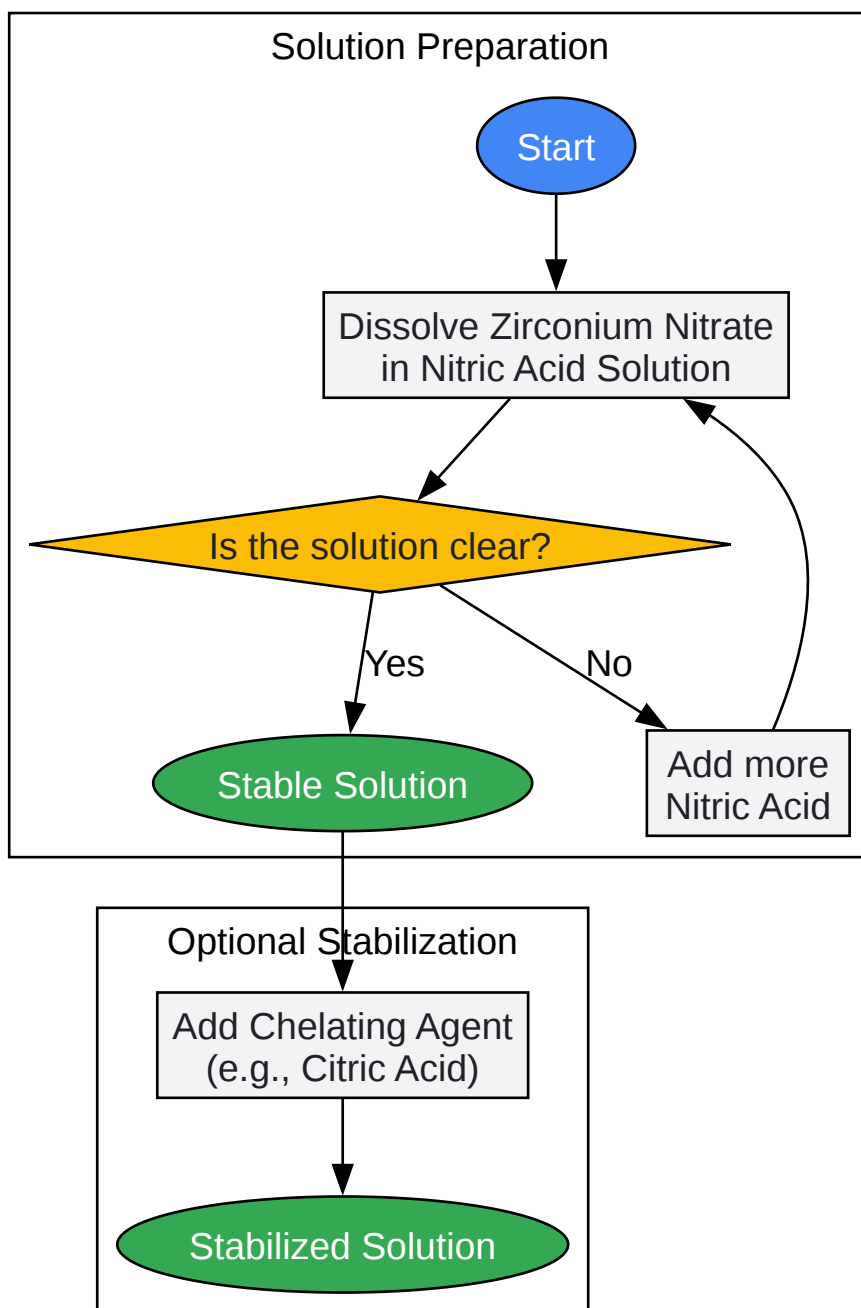 Solution Preparation
Start
Dissolve Zirconium Nitrate
in Nitric Acid Solution
Is the solution clear?
Yes
No
Stable Solution
Add more
Nitric Acid
Optional Stabilization
Add Chelating Agent
(e.g., Citric Acid)
Stabilized Solution